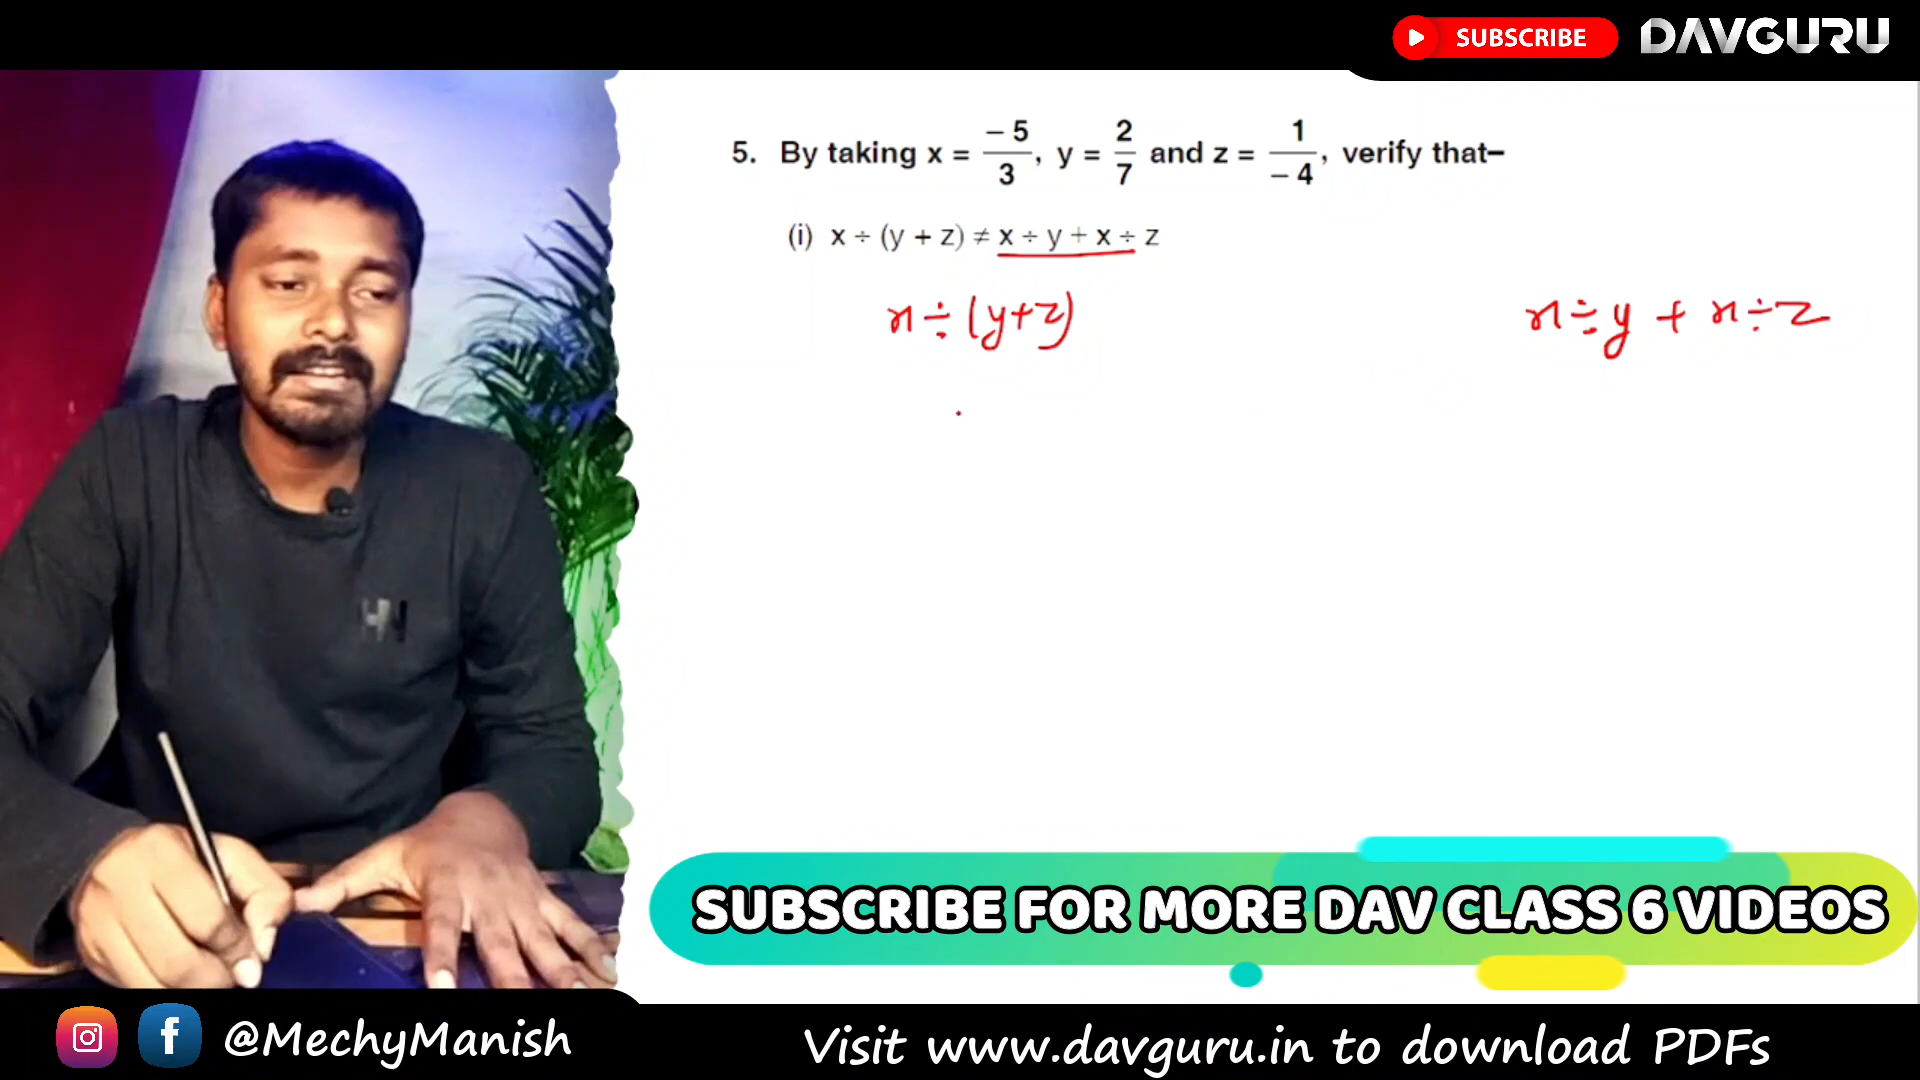 SUBSCRIBE DAVGURU
5. By taking x = -5/3, y = 2/7 and z = 1/-4, verify that–
(i) x ÷ (y + z) ≠ x ÷ y + x ÷ z
x ÷ (y+z) x ÷ y + x ÷ z
SUBSCRIBE FOR MORE DAV CLASS 6 VIDEOS
@MechyManish Visit www.davguru.in to download PDFs